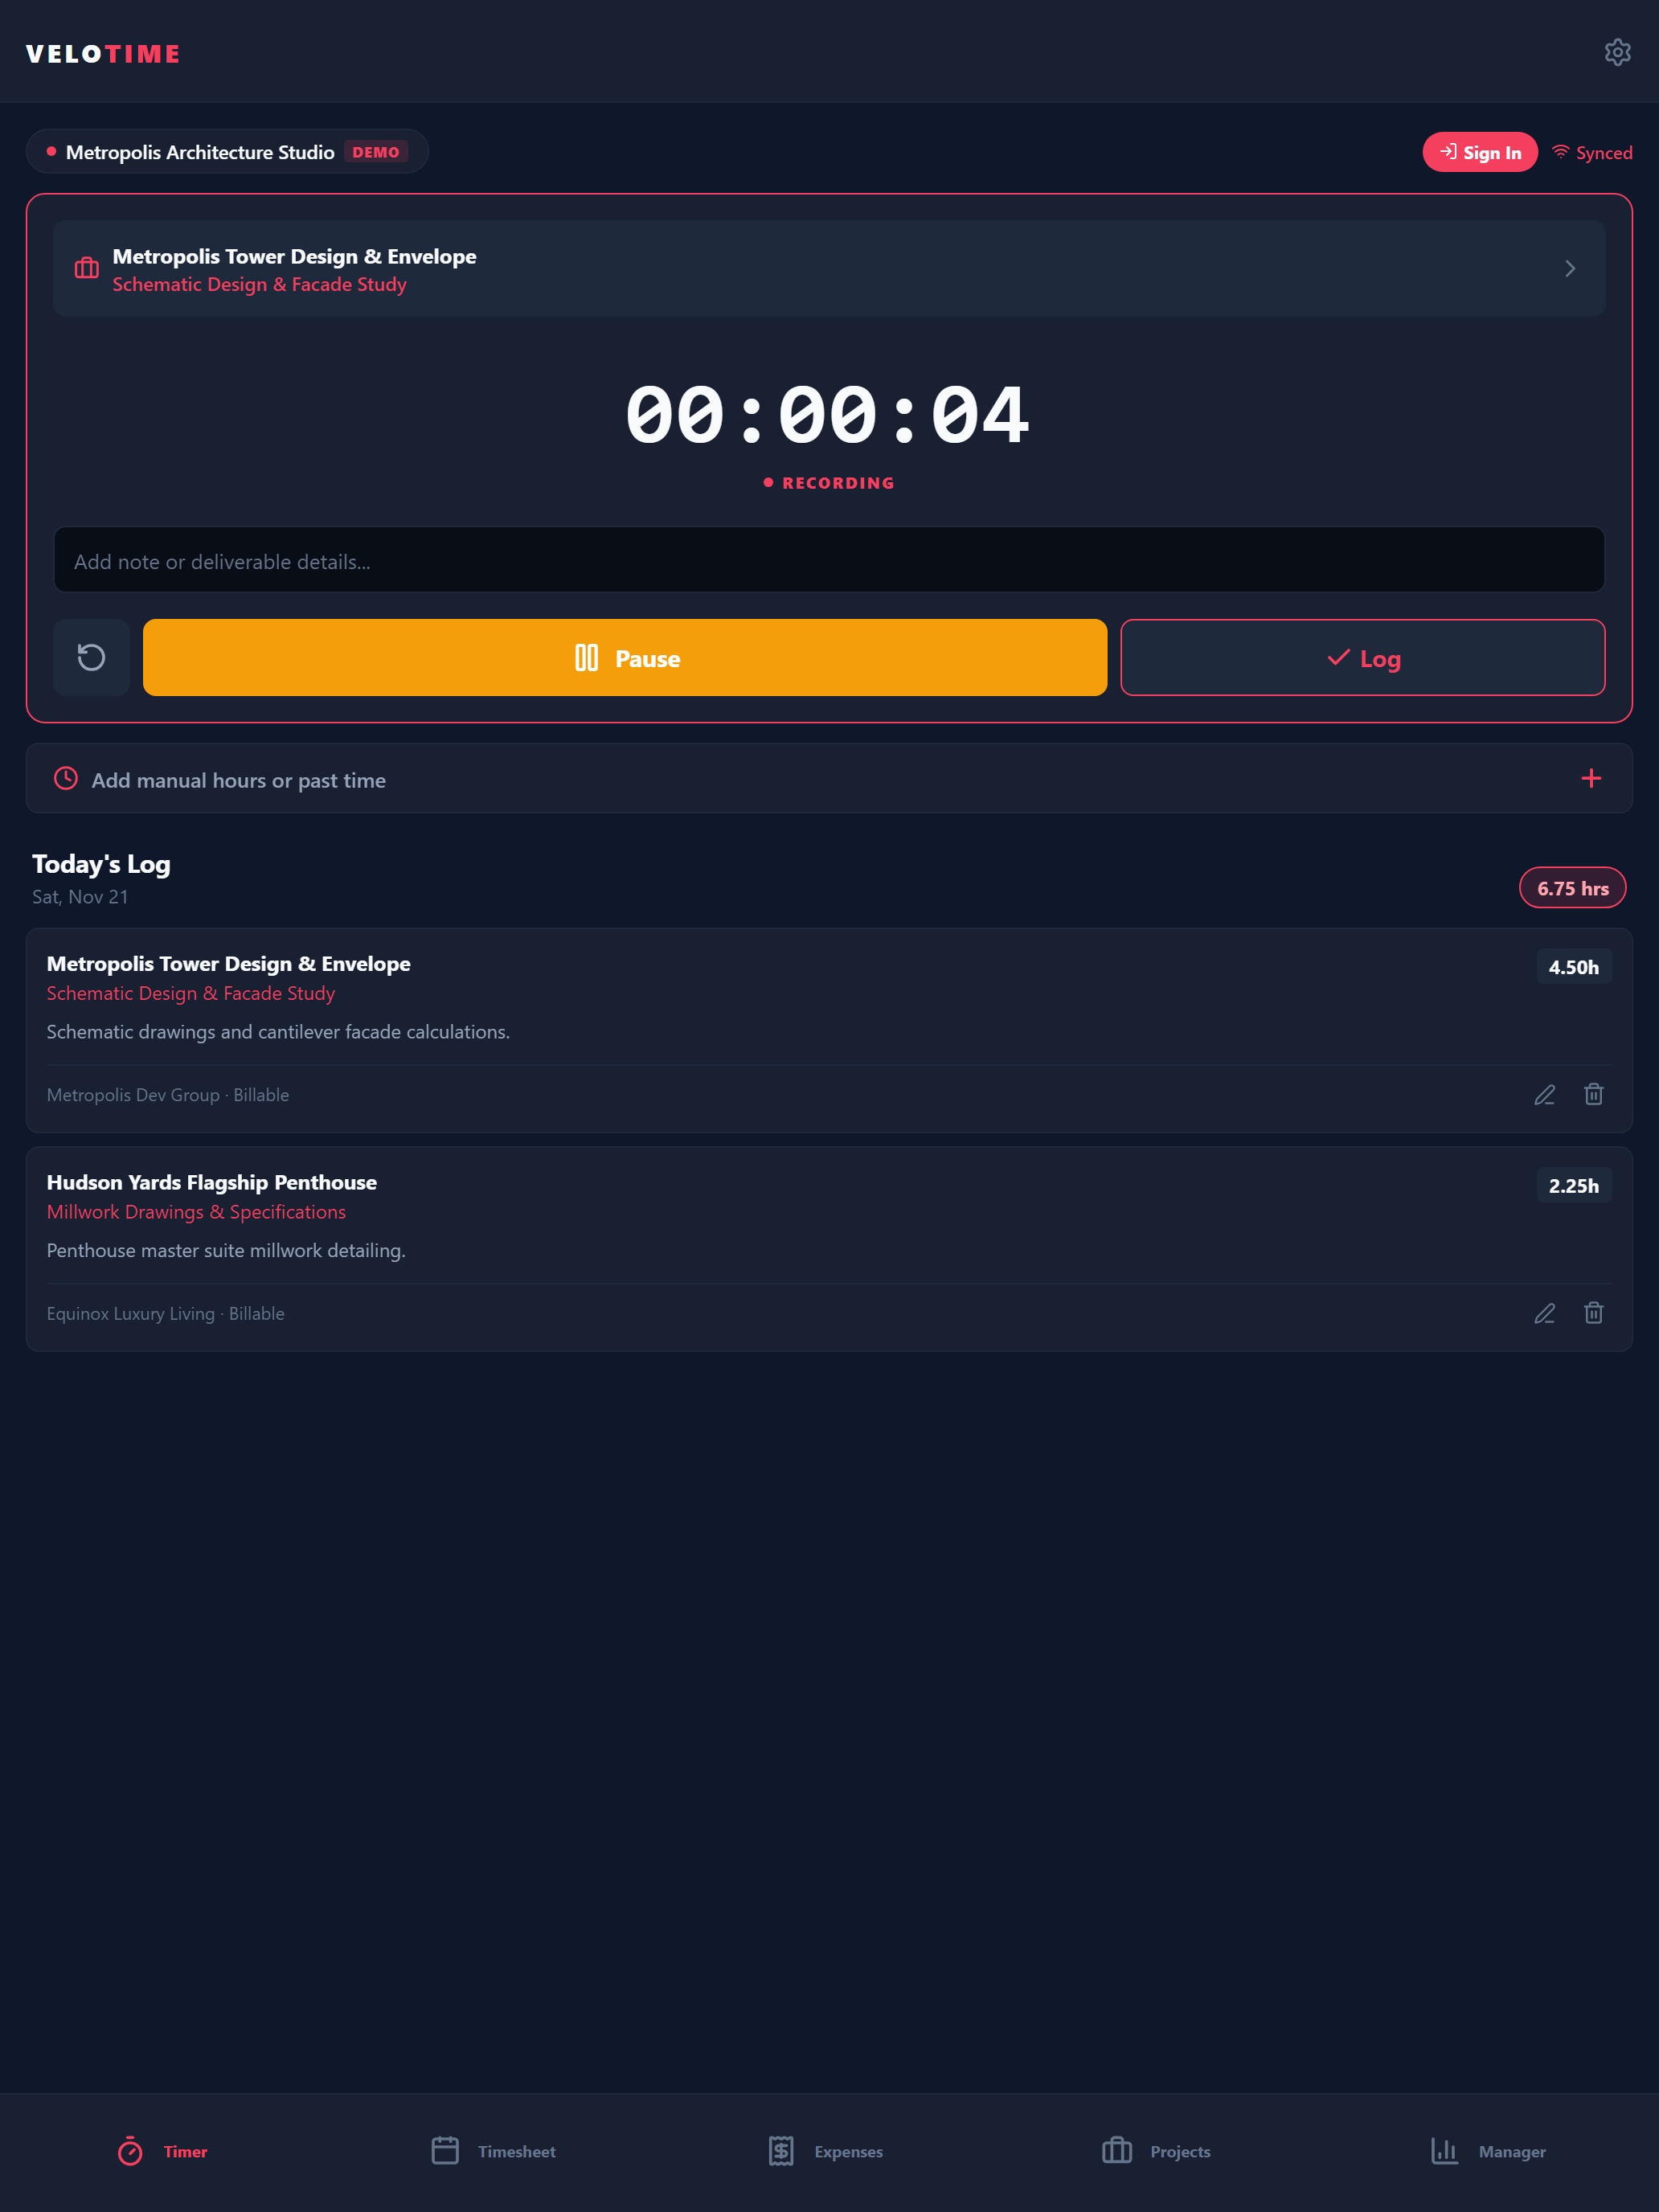 VELOTIME
Metropolis Architecture Studio DEMO
Sign In
Synced
Metropolis Tower Design & Envelope
Schematic Design & Facade Study
00:00:04
RECORDING
Add note or deliverable details...
Pause
Log
Add manual hours or past time
Today's Log
Sat, Nov 21
6.75 hrs
Metropolis Tower Design & Envelope
4.50h
Schematic Design & Facade Study
Schematic drawings and cantilever facade calculations.
Metropolis Dev Group · Billable
Hudson Yards Flagship Penthouse
2.25h
Millwork Drawings & Specifications
Penthouse master suite millwork detailing.
Equinox Luxury Living · Billable
Timer
Timesheet
Expenses
Projects
Manager